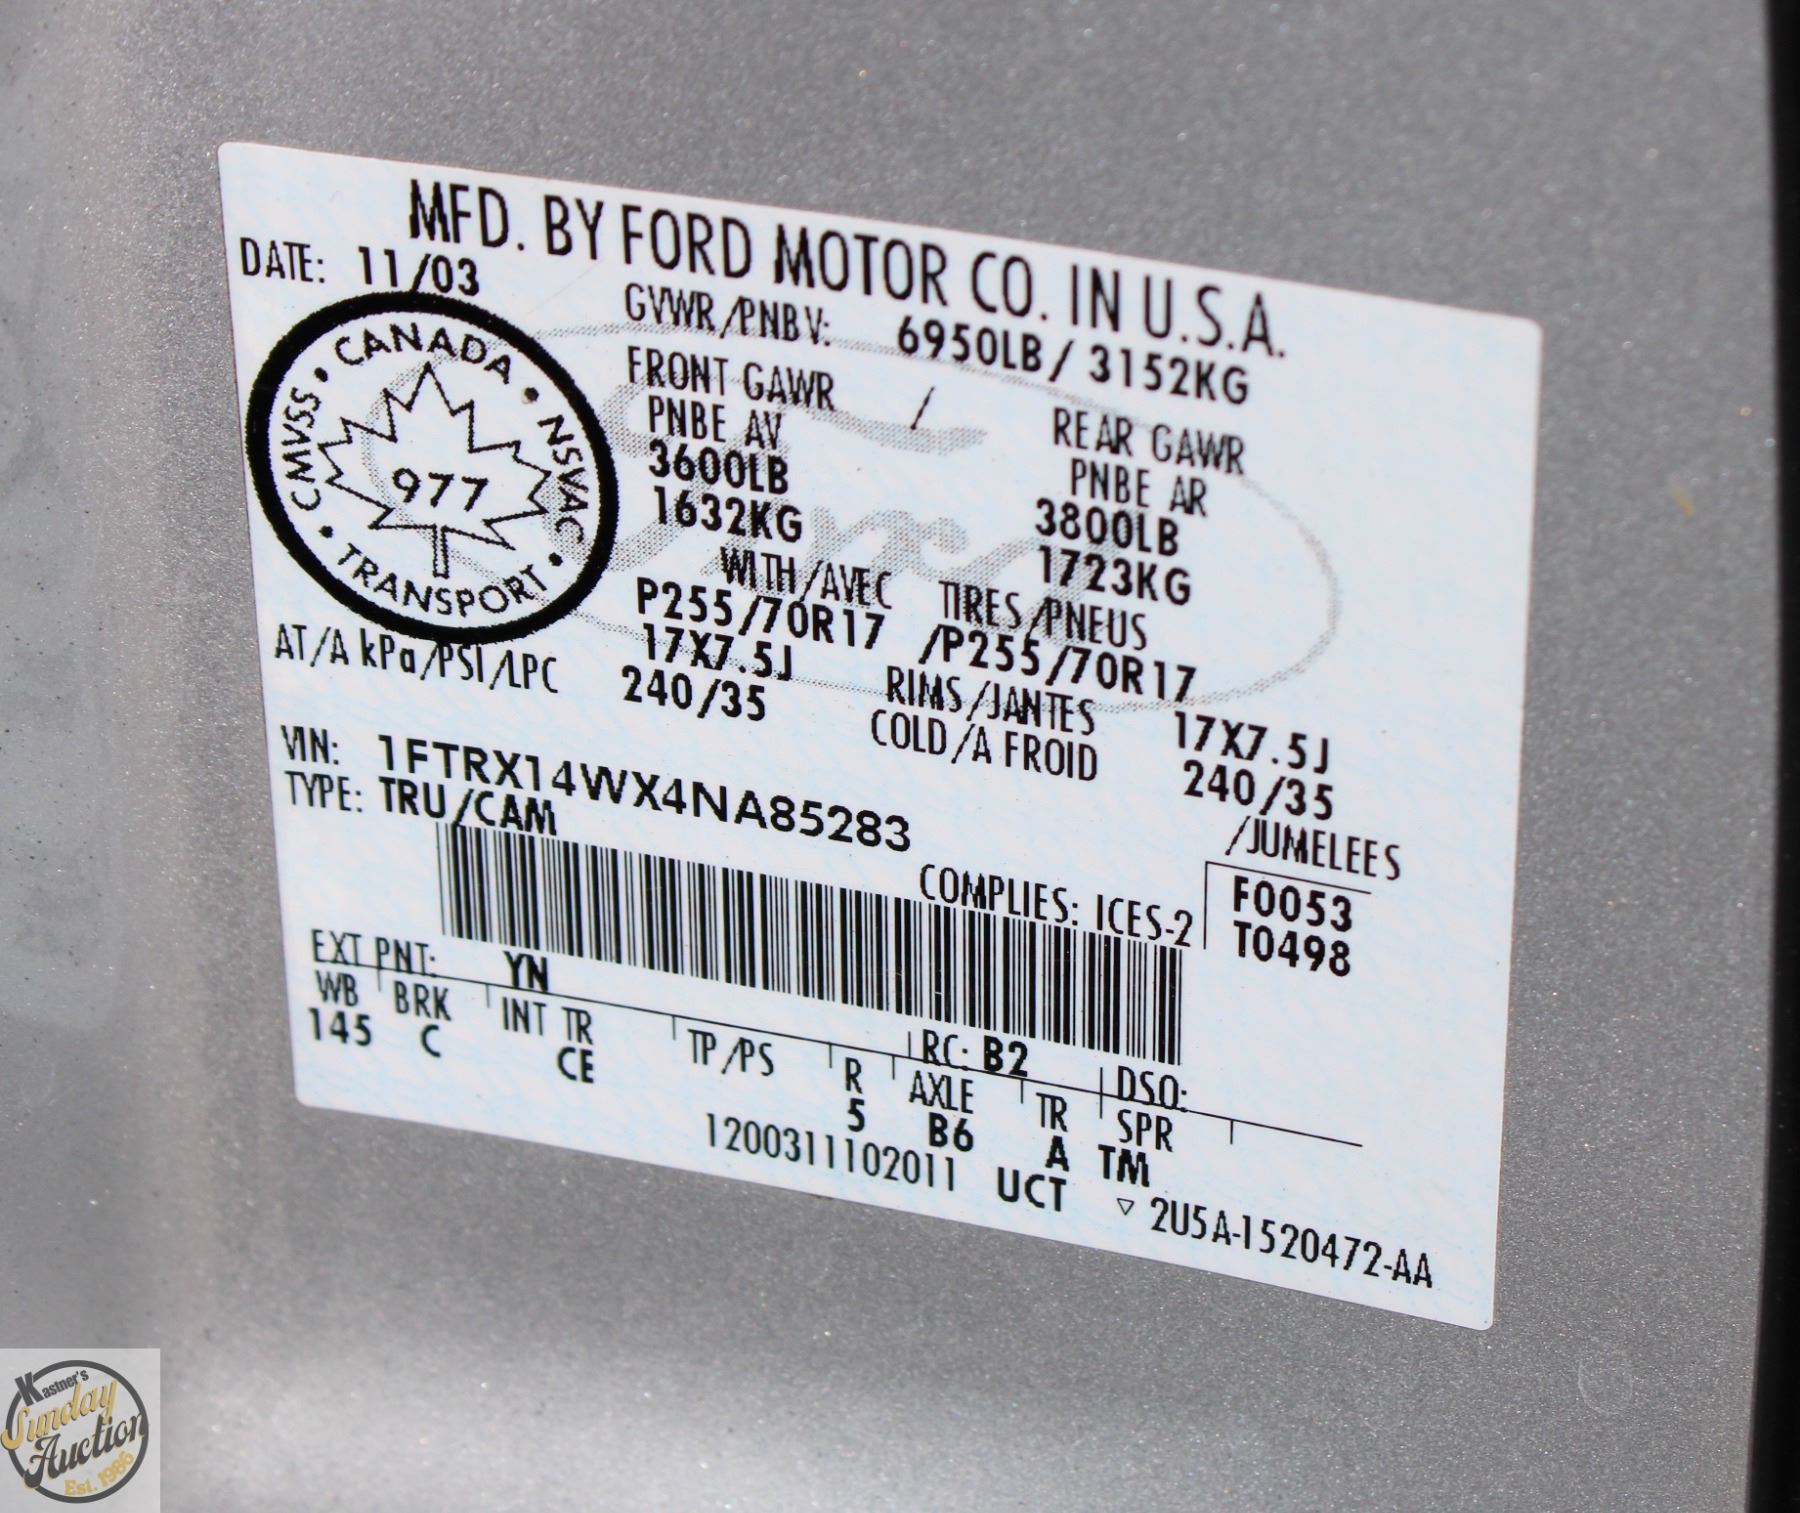 MFD. BY FORD MOTOR CO. IN U.S.A.
DATE: 11/03
GVWR/PNBV: 6950LB/ 3152KG
FRONT GAWR / REAR GAWR
PNBE AV PNBE AR
3600LB 3800LB
1632KG 1723KG
CANADA • NSVAC • TRANSPORT • CMVSS •
977
Ford
WITH/AVEC TIRES/PNEUS
P255/70R17 /P255/70R17
17X7.5J RIMS/JANTES 17X7.5J
AT/A kPa/PSI/LPC 240/35 COLD/A FROID 240/35
/JUMELEES
VIN: 1FTRX14WX4NA85283
TYPE: TRU/CAM
COMPLIES: ICES-2
F0053
T0498
EXT PNT: YN RC: B2 DSO:
WB BRK INT TR TP/PS R AXLE TR SPR
145 C CE 5 B6 A TM
1200311102011 UCT ▽ 2U5A-1520472-AA
Kastner's
Sunday
Auction
Est. 1986